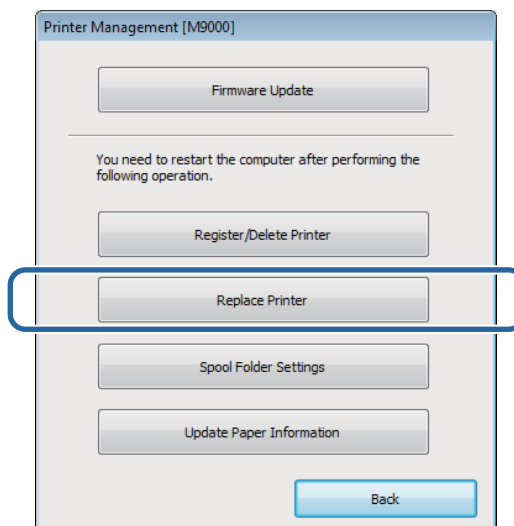 Printer Management [M9000]
Firmware Update
You need to restart the computer after performing the
following operation.
Register/Delete Printer
Replace Printer
Spool Folder Settings
Update Paper Information
Back